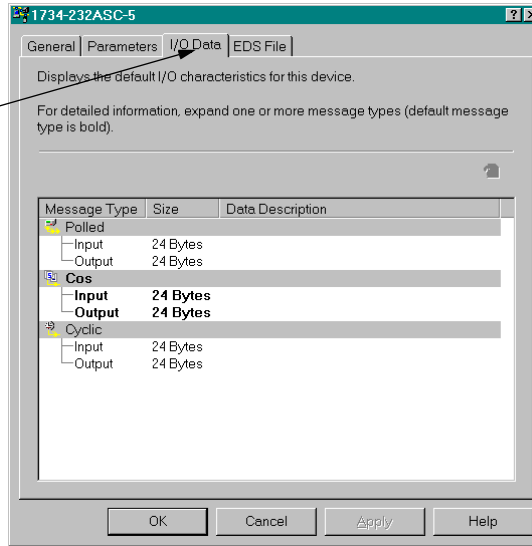 1734-232ASC-5
General Parameters I/O Data EDS File
Displays the default I/O characteristics for this device.
For detailed information, expand one or more message types (default message
type is bold).
Message Type Size Data Description
Polled
Input 24 Bytes
Output 24 Bytes
Cos
Input 24 Bytes
Output 24 Bytes
Cyclic
Input 24 Bytes
Output 24 Bytes
OK Cancel Apply Help